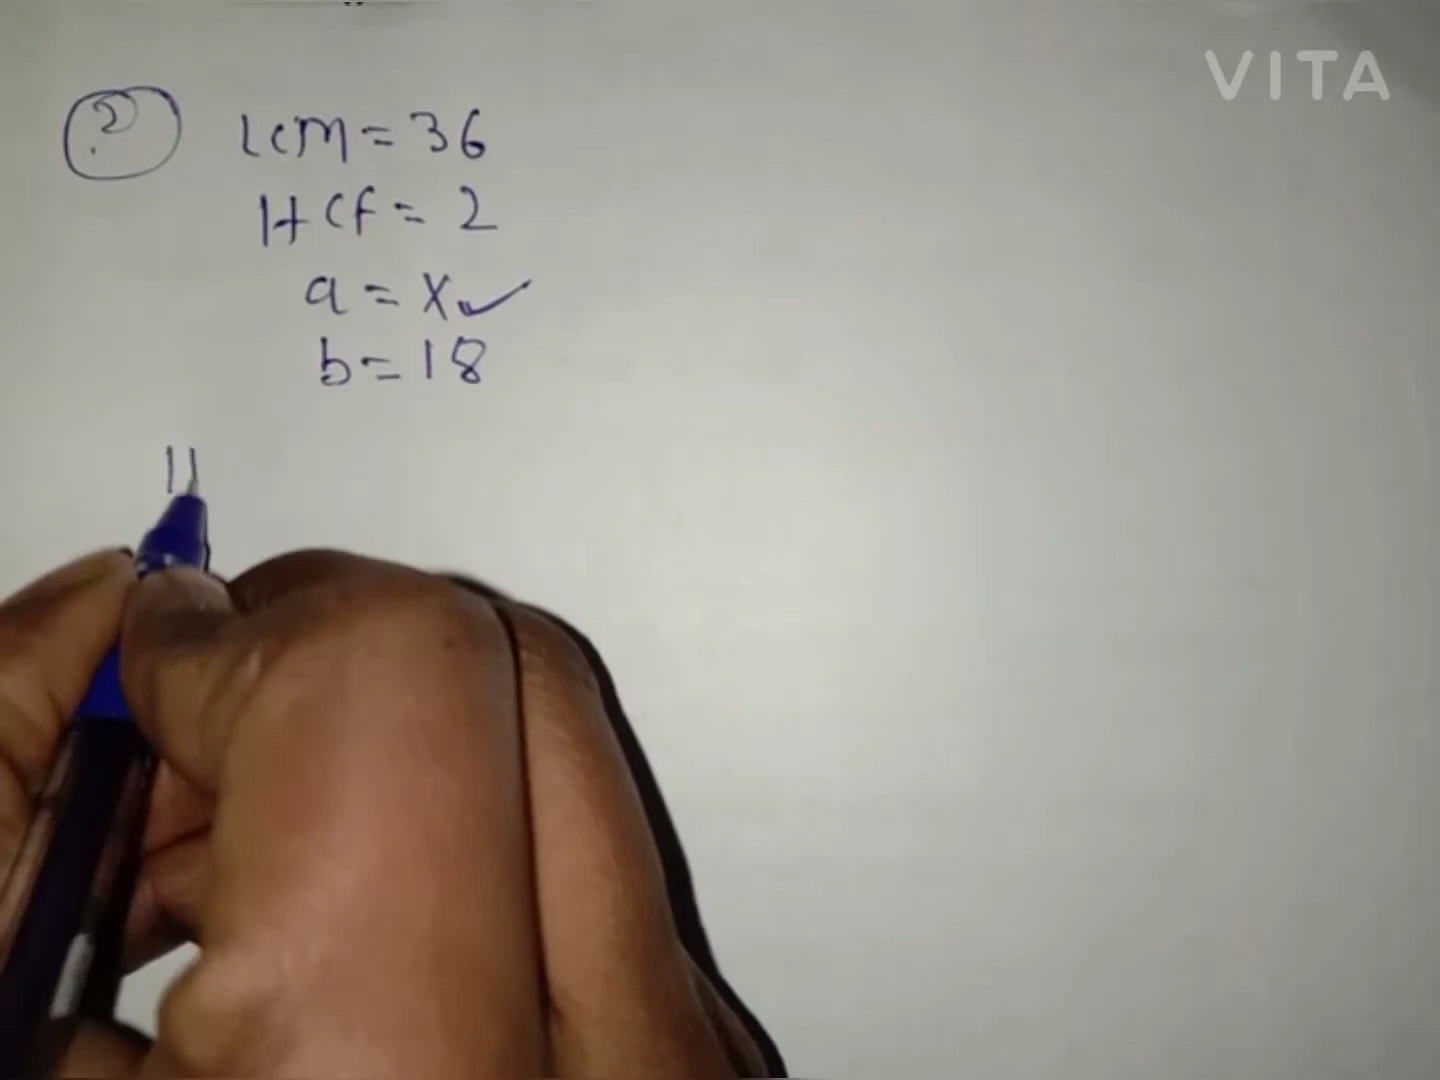 VITA
2. LCM = 36
HCF = 2
a = x ✓
b = 18